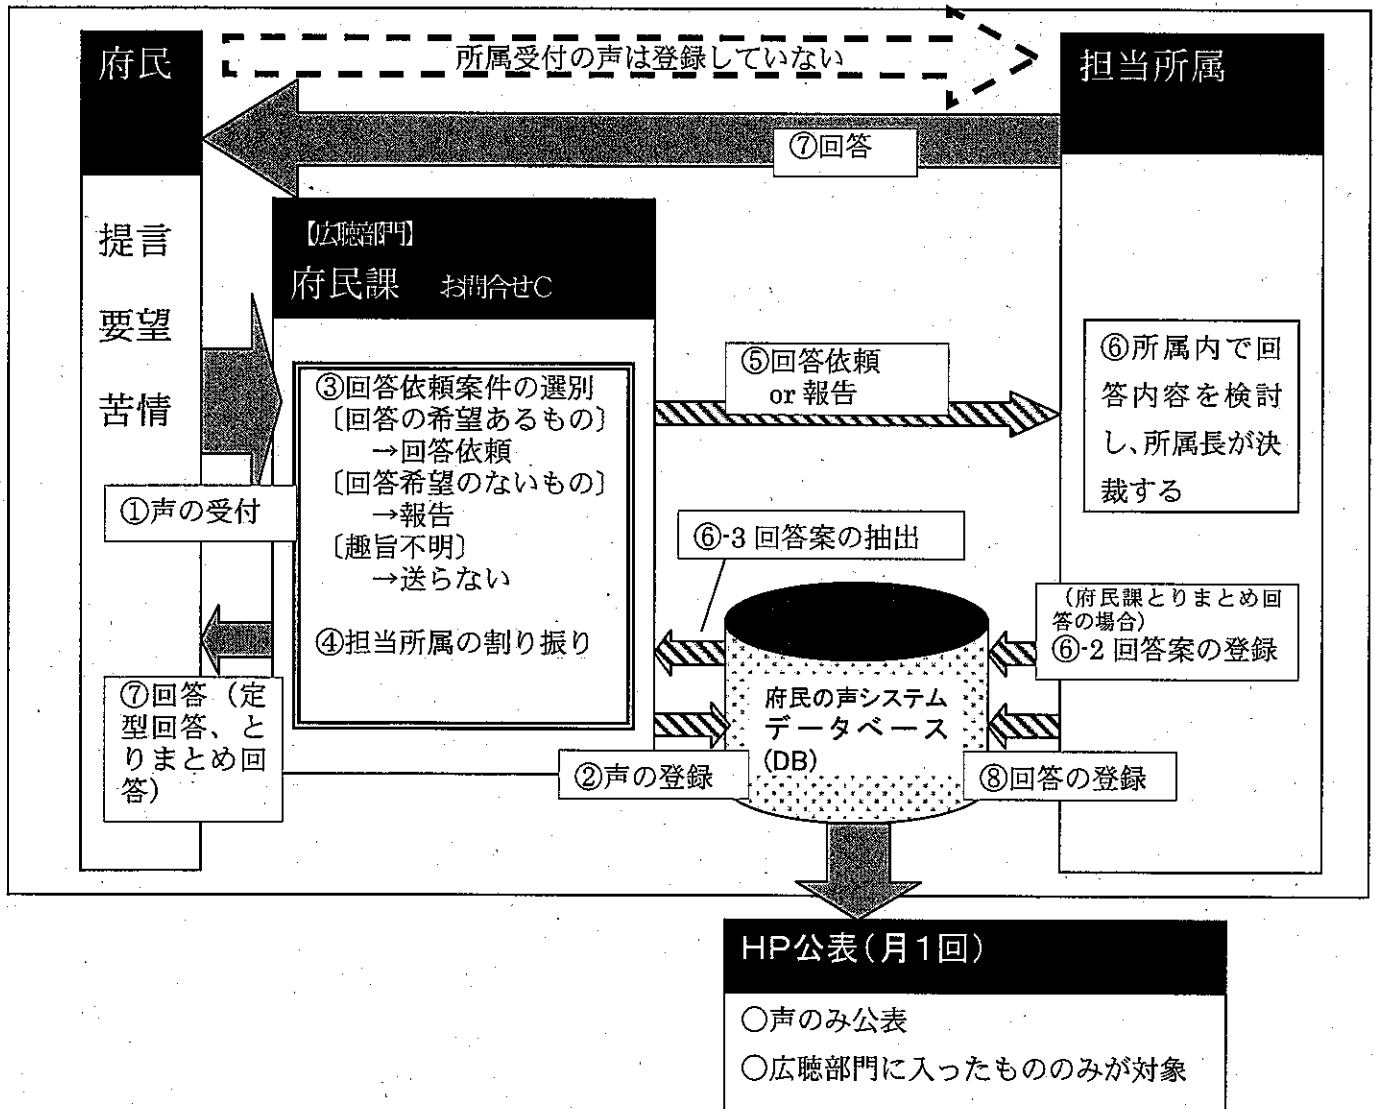 所属受付の声は登録していない
府民
担当所属
⑦回答
提言
要望
苦情
【広聴部門】
府民課 お問合せC
①声の受付
③回答依頼案件の選別
〔回答の希望あるもの〕
→回答依頼
〔回答希望のないもの〕
→報告
〔趣旨不明〕
→送らない
④担当所属の割り振り
⑤回答依頼
or 報告
⑥所属内で回
答内容を検討
し、所属長が決
裁する
⑥-3 回答案の抽出
(府民課とりまとめ回
答の場合)
⑥-2 回答案の登録
⑦回答(定
型回答、と
りまとめ回
答)
府民の声システム
データベース
(DB)
②声の登録
⑧回答の登録
HP公表(月1回)
○声のみ公表
○広聴部門に入ったもののみが対象